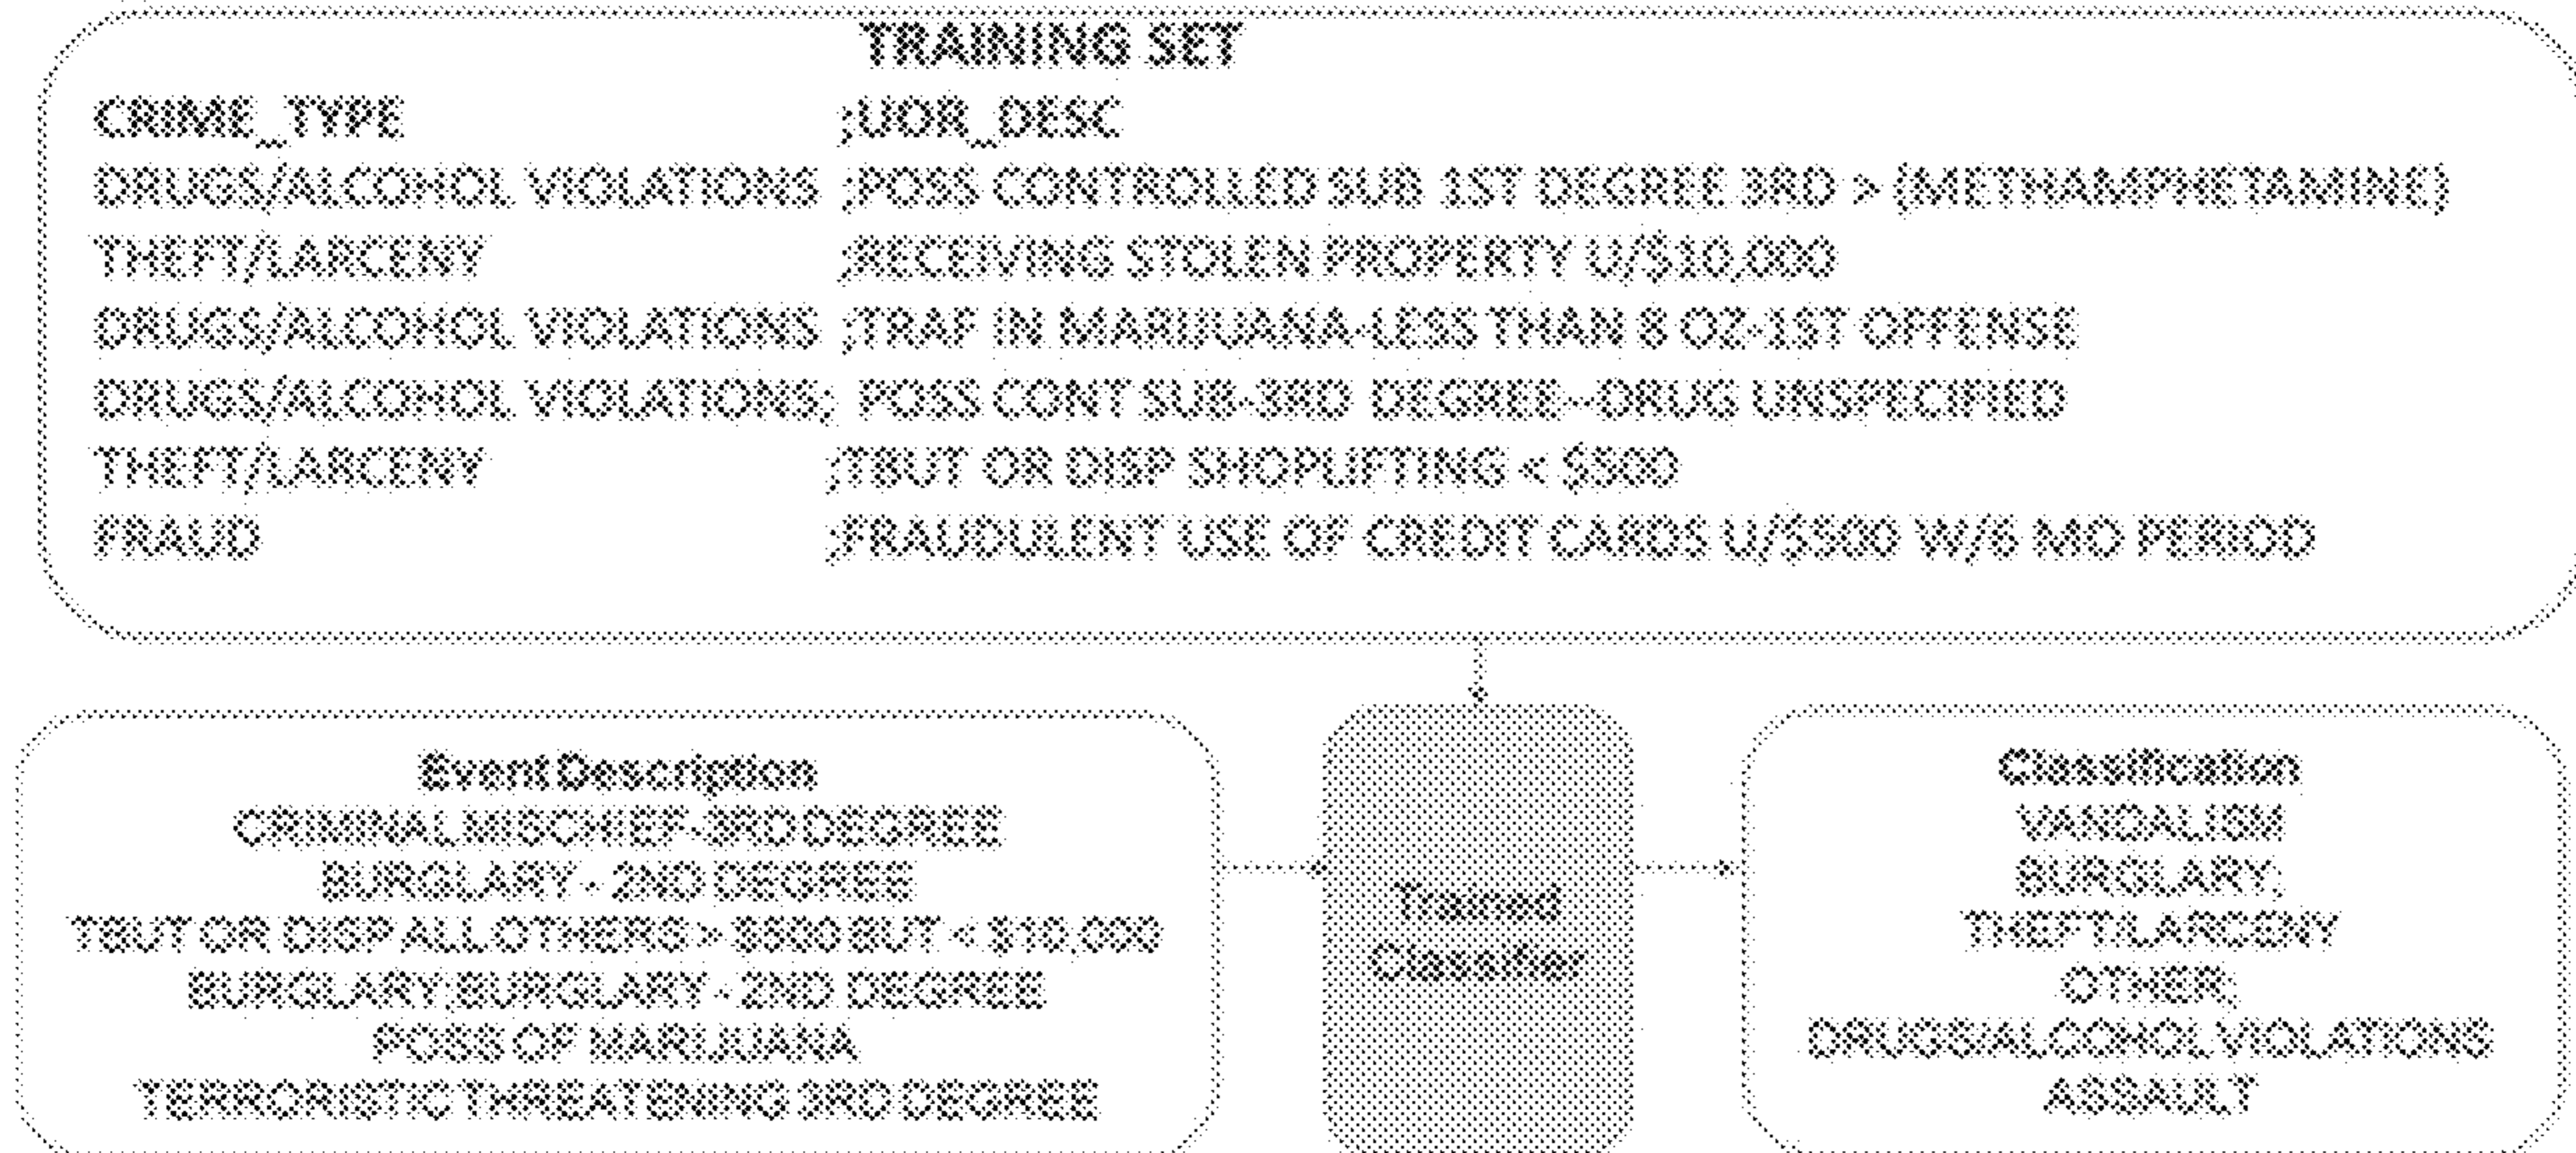 TRAINING SET
CRIME_TYPE ;UOR_DESC
DRUGS/ALCOHOL VIOLATIONS ;POSS CONTROLLED SUB 1ST DEGREE 3RD > (METHAMPHETAMINE)
THEFT/LARCENY ;RECEIVING STOLEN PROPERTY U/$10,000
DRUGS/ALCOHOL VIOLATIONS ;TRAF IN MARIJUANA-LESS THAN 8 OZ-1ST OFFENSE
DRUGS/ALCOHOL VIOLATIONS; POSS CONT SUB-3RD DEGREE--DRUG UNSPECIFIED
THEFT/LARCENY ;TBUT OR DISP SHOPLIFTING < $500
FRAUD ;FRAUDULENT USE OF CREDIT CARDS U/$500 W/6 MO PERIOD
Event Description
CRIMINAL MISCHIEF-3RD DEGREE
BURGLARY - 2ND DEGREE
TBUT OR DISP ALL OTHERS > $500 BUT < $10,000
BURGLARY;BURGLARY - 2ND DEGREE
POSS OF MARIJUANA
TERRORISTIC THREATENING 3RD DEGREE
Trained
Classifier
Classification
VANDALISM
BURGLARY;
THEFT/LARCENY
OTHER;
DRUGS/ALCOHOL VIOLATIONS
ASSAULT